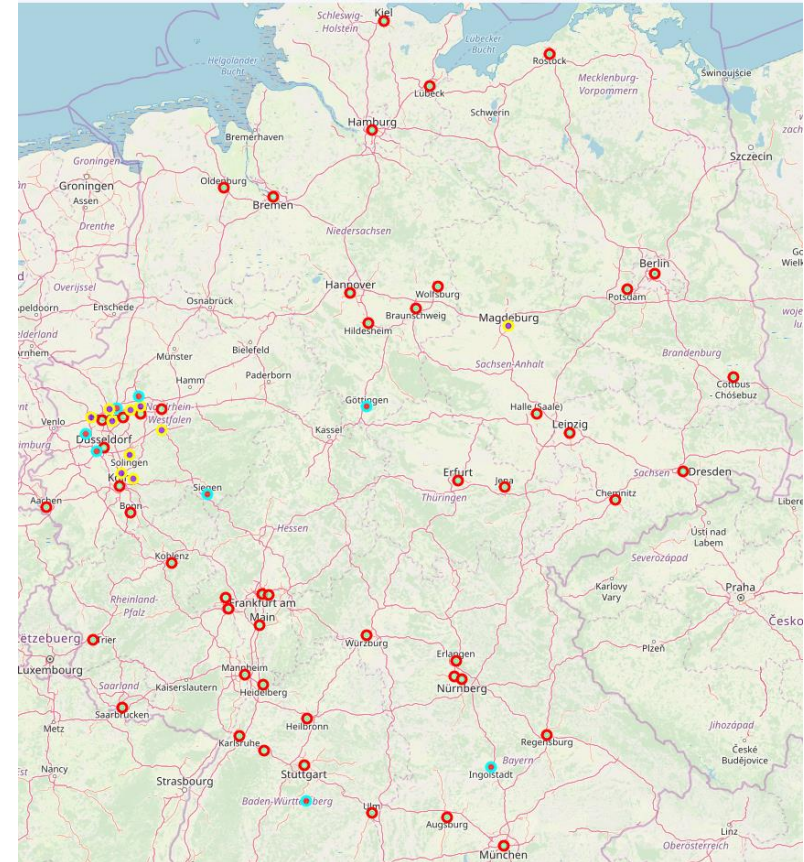 Schleswig-
Holstein
Kiel
Helgoländer
Bucht
Lübecker
Bucht
Rostock
Mecklenburg-
Vorpommern
Świnoujście
Lübeck
Schwerin
Hamburg
Bremerhaven
Szczecin
Groningen
Groningen
Assen
Drenthe
Oldenburg
Bremen
Niedersachsen
Berlin
Potsdam
Overijssel
Enschede
Osnabrück
Hannover
Wolfsburg
Braunschweig
Hildesheim
Magdeburg
Apeldoorn
Gelderland
Arnhem
Münster
Bielefeld
Paderborn
Hamm
Sachsen-Anhalt
Brandenburg
Cottbus
- Chóśebuz
Göttingen
Halle (Saale)
Leipzig
Venlo
Nordrhein-
Westfalen
Düsseldorf
Solingen
Köln
Kassel
Siegen
Erfurt
Jena
Thüringen
Sachsen
Dresden
Chemnitz
Aachen
Bonn
Hessen
Ústí nad
Labem
Severozápad
Koblenz
Karlovy
Vary
Praha
Rheinland-
Pfalz
Frankfurt am
Main
Trier
Luxembourg
Würzburg
Erlangen
Nürnberg
Plzeň
Mannheim
Heidelberg
Kaiserslautern
Saarland
Saarbrücken
Metz
Heilbronn
Karlsruhe
Regensburg
Jihozápad
České
Budějovice
Nancy
Strasbourg
Stuttgart
Ingolstadt
Bayern
Baden-Württemberg
Ulm
Augsburg
München
Linz
Oberösterreich